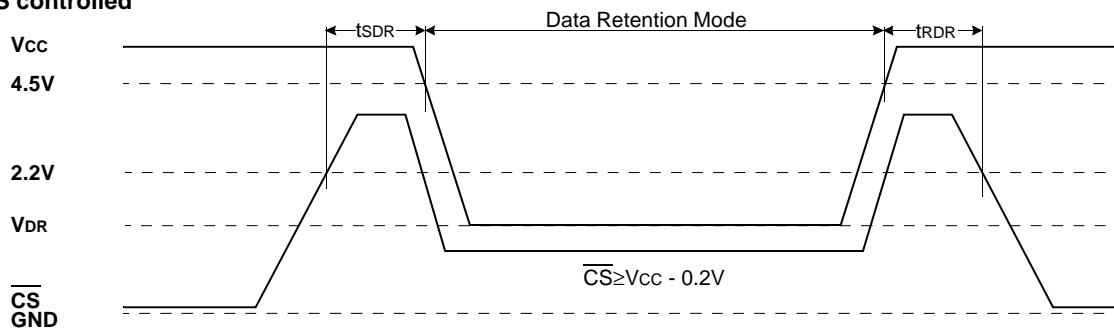 S controlled
tSDR
Data Retention Mode
tRDR
VCC
4.5V
2.2V
VDR
CS≥VCC - 0.2V
CS
GND